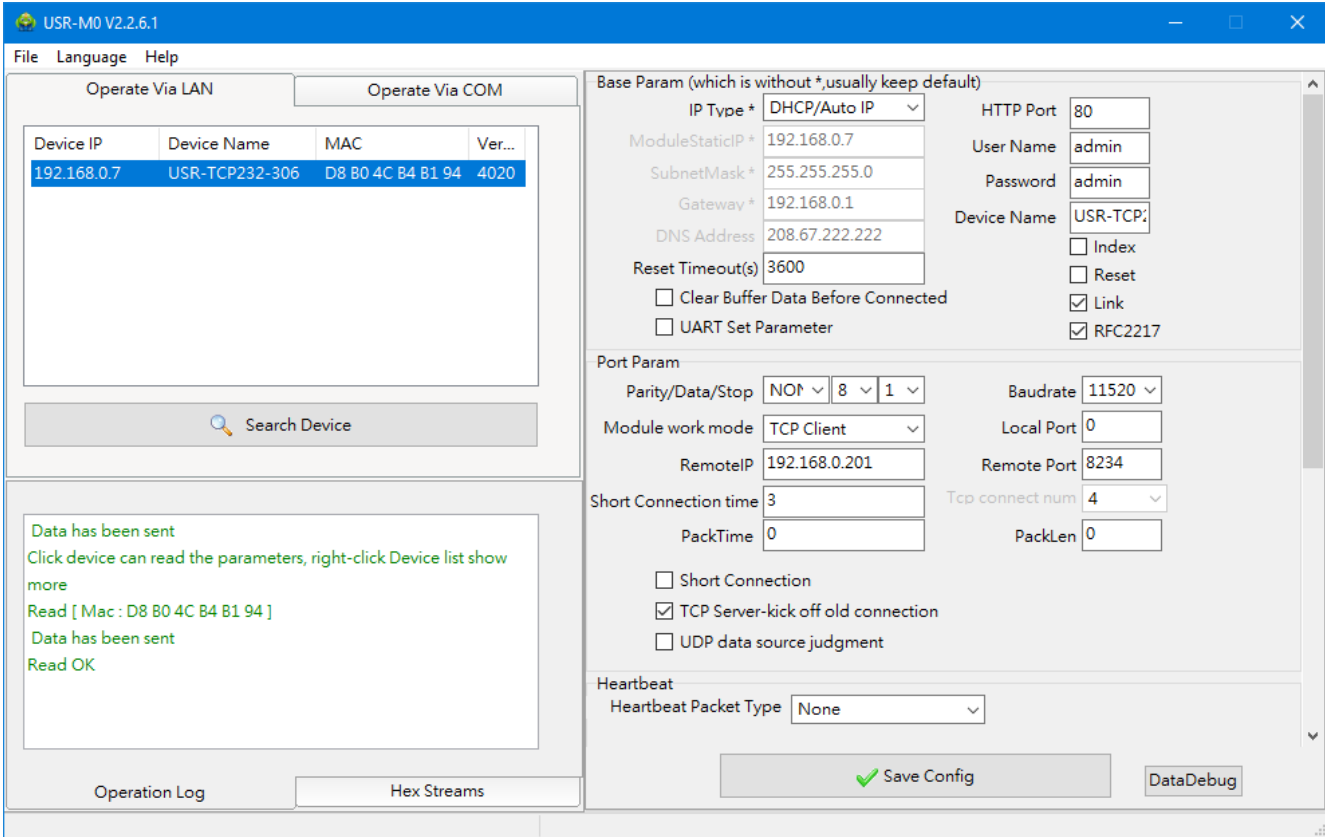 USR-M0 V2.2.6.1
File Language Help
Operate Via LAN
Operate Via COM
Device IP Device Name MAC Ver...
192.168.0.7 USR-TCP232-306 D8 B0 4C B4 B1 94 4020
Search Device
Data has been sent
Click device can read the parameters, right-click Device list show
more
Read [ Mac : D8 B0 4C B4 B1 94 ]
Data has been sent
Read OK
Operation Log
Hex Streams
Base Param (which is without *,usually keep default)
IP Type * DHCP/Auto IP
HTTP Port 80
ModuleStaticIP * 192.168.0.7
User Name admin
SubnetMask * 255.255.255.0
Password admin
Gateway * 192.168.0.1
Device Name USR-TCP2
DNS Address 208.67.222.222
Index
Reset Timeout(s) 3600
Reset
Clear Buffer Data Before Connected
Link
UART Set Parameter
RFC2217
Port Param
Parity/Data/Stop NON 8 1
Baudrate 11520
Module work mode TCP Client
Local Port 0
RemoteIP 192.168.0.201
Remote Port 8234
Short Connection time 3
Tcp connect num 4
PackTime 0
PackLen 0
Short Connection
TCP Server-kick off old connection
UDP data source judgment
Heartbeat
Heartbeat Packet Type None
Save Config
DataDebug